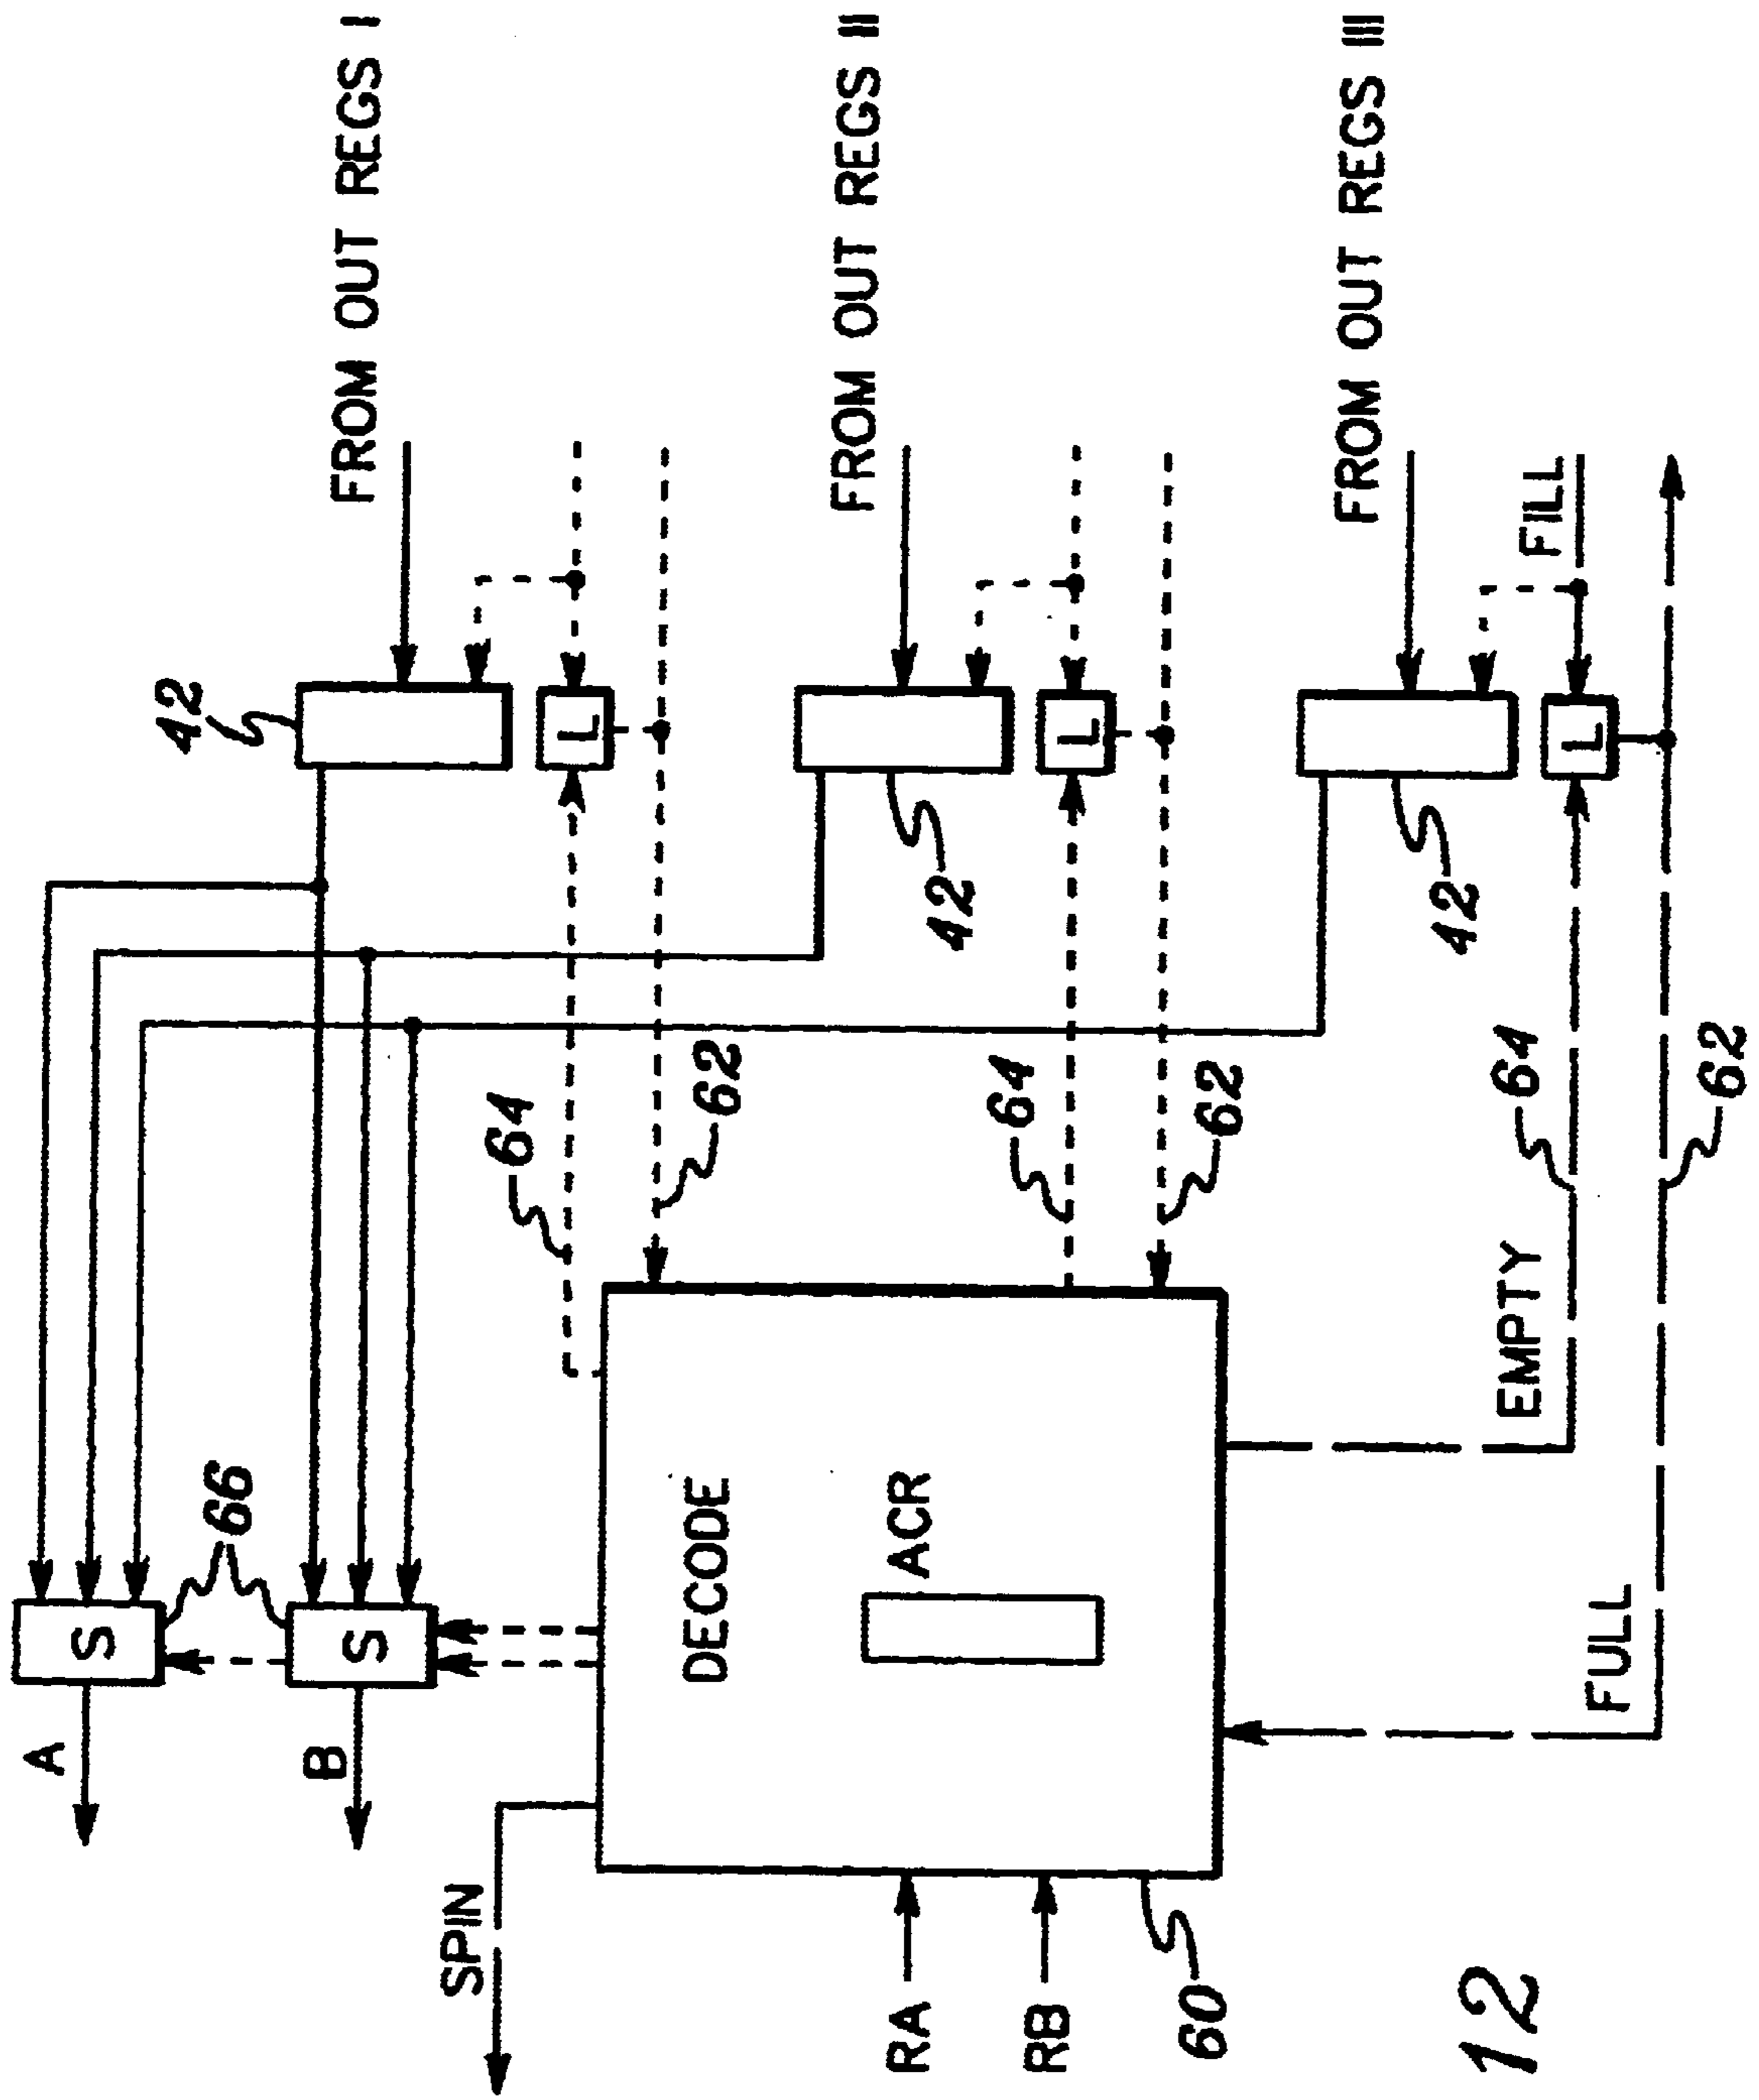 FROM OUT REGS I
FROM OUT REGS II
FROM OUT REGS III
42
L
42
L
FILL
42
L
64
62
64
62
64
62
66
S
S
A
B
DECODE
ACR
EMPTY
FULL
SPIN
RA
RB
60
12